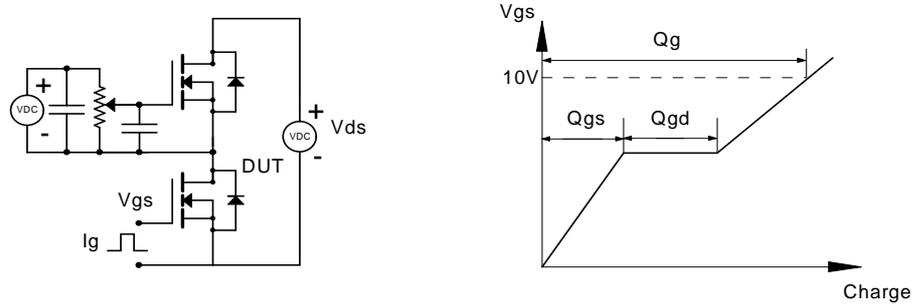 +
VDC
-
Vgs
Ig
DUT
+
VDC
Vds
-
Vgs
Qg
10V
Qgs
Qgd
Charge